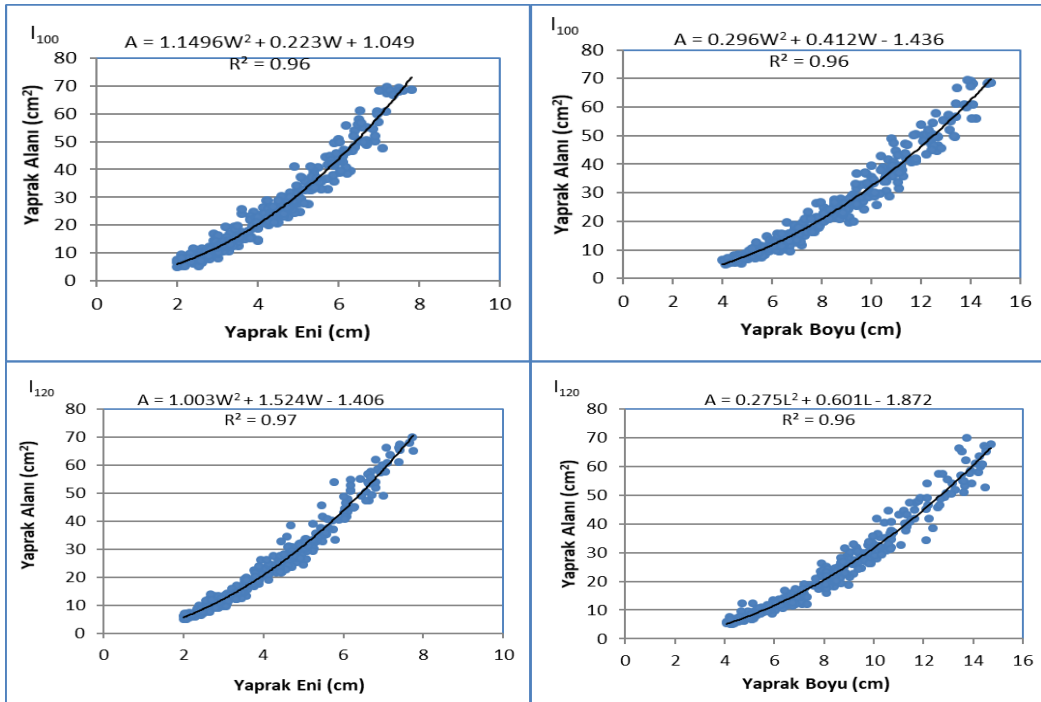 I100
A = 1.1496W² + 0.223W + 1.049
R² = 0.96
Yaprak Alanı (cm²)
80
70
60
50
40
30
20
10
0
0 2 4 6 8 10
Yaprak Eni (cm)
I100
A = 0.296W² + 0.412W - 1.436
R² = 0.96
Yaprak Alanı (cm²)
80
70
60
50
40
30
20
10
0
0 2 4 6 8 10 12 14 16
Yaprak Boyu (cm)
I120
A = 1.003W² + 1.524W - 1.406
R² = 0.97
Yaprak Alanı (cm²)
80
70
60
50
40
30
20
10
0
0 2 4 6 8 10
Yaprak Eni (cm)
I120
A = 0.275L² + 0.601L - 1.872
R² = 0.96
Yaprak Alanı (cm²)
80
70
60
50
40
30
20
10
0
0 2 4 6 8 10 12 14 16
Yaprak Boyu (cm)